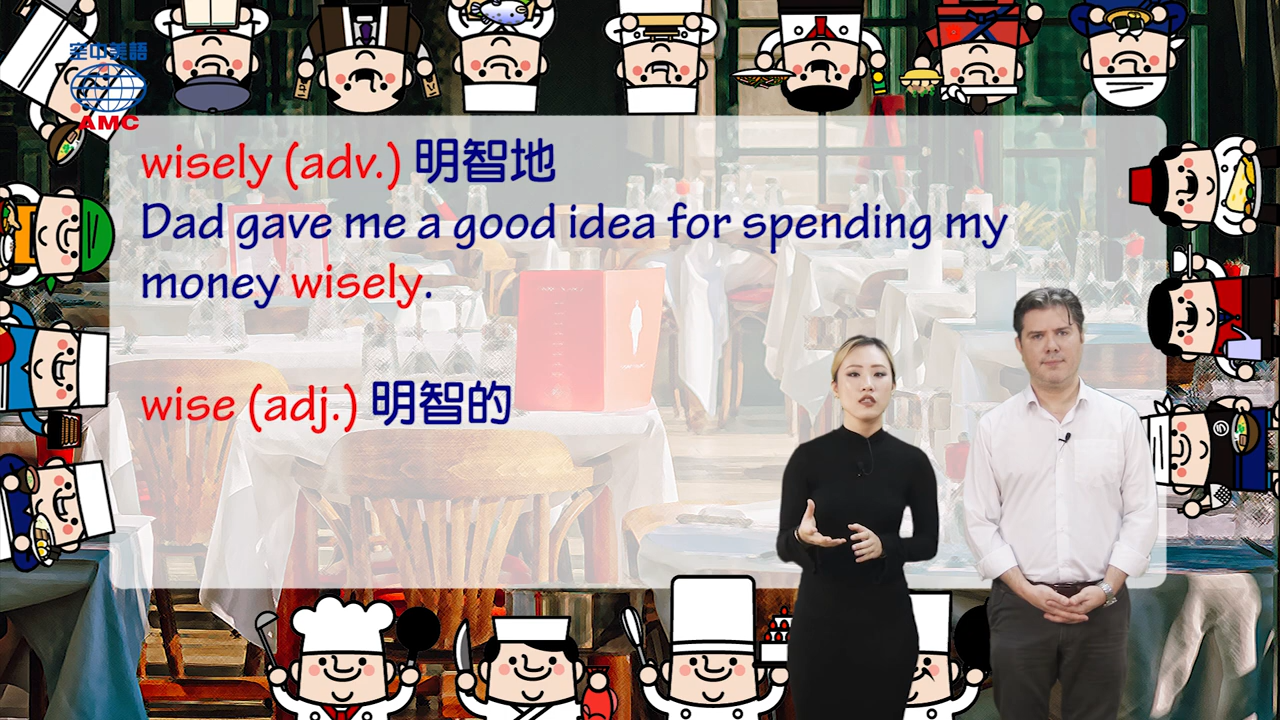 空中美語
AMC
wisely (adv.) 明智地
Dad gave me a good idea for spending my
money wisely.
wise (adj.) 明智的